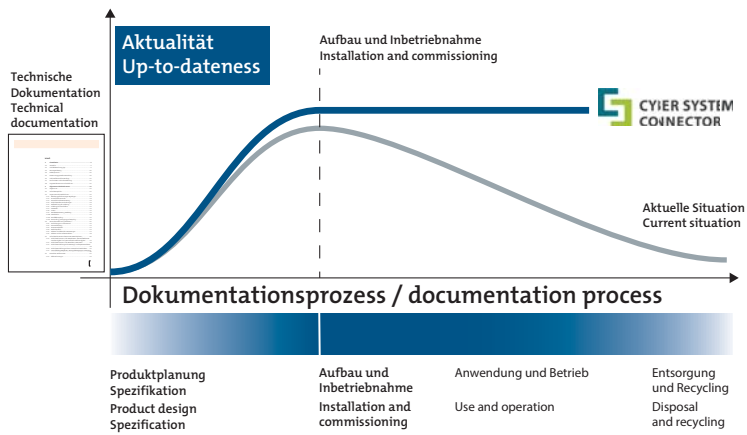 Aktualität
Up-to-dateness
Aufbau und Inbetriebnahme
Installation and commissioning
Technische
Dokumentation
Technical
documentation
CYBER SYSTEM
CONNECTOR
Aktuelle Situation
Current situation
Dokumentationsprozess / documentation process
Produktplanung
Spezifikation
Product design
Specification
Aufbau und
Inbetriebnahme
Installation and
commissioning
Anwendung und Betrieb
Use and operation
Entsorgung
und Recycling
Disposal
and recycling